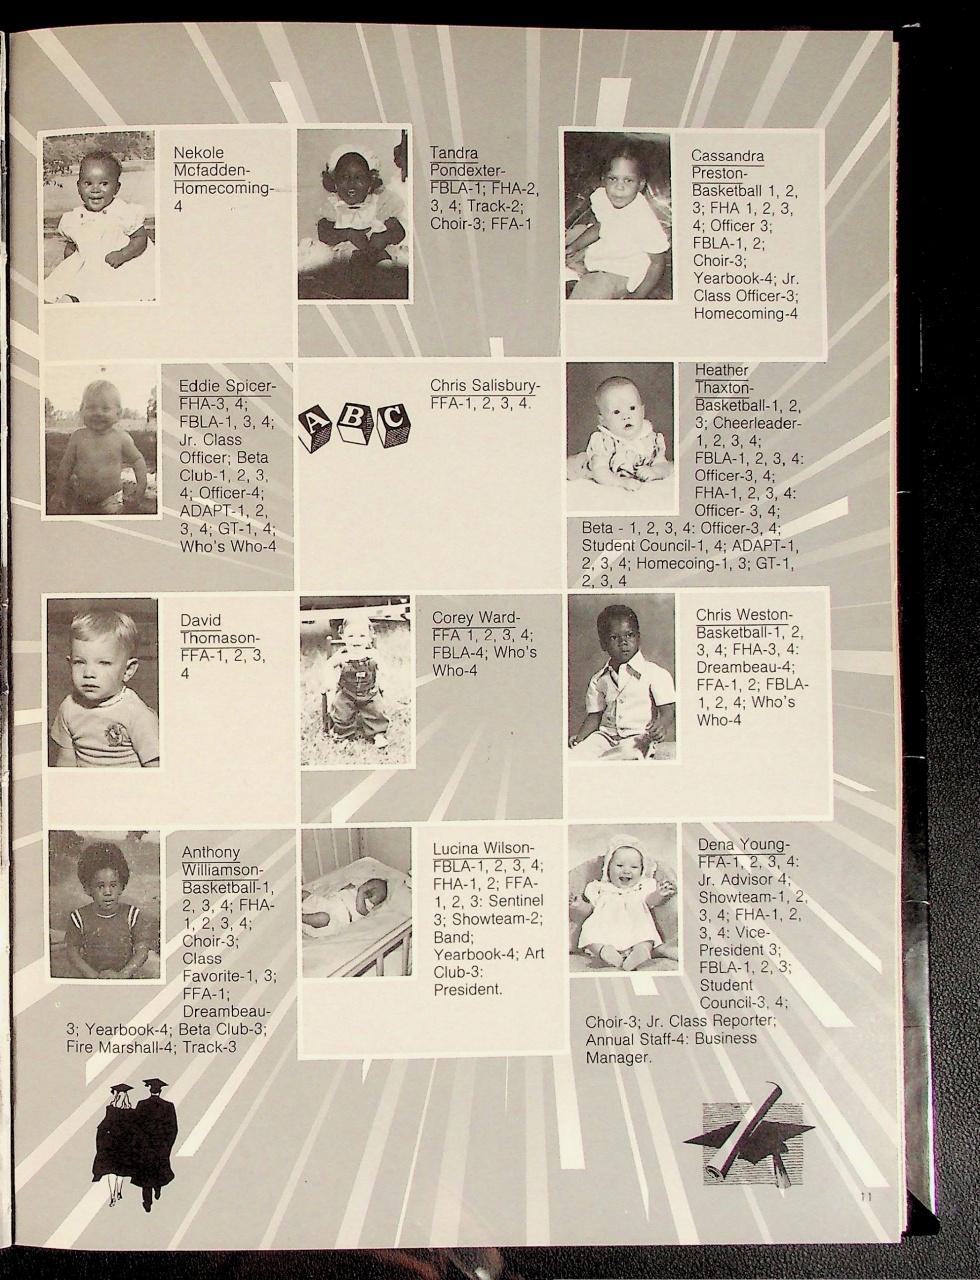 Nekole
Mcfadden-
Homecoming-
4
Tandra
Pondexter-
FBLA-1; FHA-2,
3, 4; Track-2;
Choir-3; FFA-1
Cassandra
Preston-
Basketball 1, 2,
3; FHA 1, 2, 3,
4; Officer 3;
FBLA-1, 2;
Choir-3;
Yearbook-4; Jr.
Class Officer-3;
Homecoming-4
Eddie Spicer-
FHA-3, 4;
FBLA-1, 3, 4;
Jr. Class
Officer; Beta
Club-1, 2, 3,
4; Officer-4;
ADAPT-1, 2,
3, 4; GT-1, 4;
Who's Who-4
A B C
Chris Salisbury-
FFA-1, 2, 3, 4.
Heather
Thaxton-
Basketball-1, 2,
3; Cheerleader-
1, 2, 3, 4;
FBLA-1, 2, 3, 4:
Officer-3, 4;
FHA-1, 2, 3, 4:
Officer- 3, 4;
Beta - 1, 2, 3, 4: Officer-3, 4;
Student Council-1, 4; ADAPT-1,
2, 3, 4; Homecoing-1, 3; GT-1,
2, 3, 4
David
Thomason-
FFA-1, 2, 3,
4
Corey Ward-
FFA 1, 2, 3, 4;
FBLA-4; Who's
Who-4
Chris Weston-
Basketball-1, 2,
3, 4; FHA-3, 4:
Dreambeau-4;
FFA-1, 2; FBLA-
1, 2, 4; Who's
Who-4
Anthony
Williamson-
Basketball-1,
2, 3, 4; FHA-
1, 2, 3, 4;
Choir-3;
Class
Favorite-1, 3;
FFA-1;
Dreambeau-
3; Yearbook-4; Beta Club-3;
Fire Marshall-4; Track-3
Lucina Wilson-
FBLA-1, 2, 3, 4;
FHA-1, 2; FFA-
1, 2, 3: Sentinel
3; Showteam-2;
Band;
Yearbook-4; Art
Club-3:
President.
Dena Young-
FFA-1, 2, 3, 4:
Jr. Advisor 4;
Showteam-1, 2,
3, 4; FHA-1, 2,
3, 4: Vice-
President 3;
FBLA-1, 2, 3;
Student
Council-3, 4;
Choir-3; Jr. Class Reporter;
Annual Staff-4: Business
Manager.
11